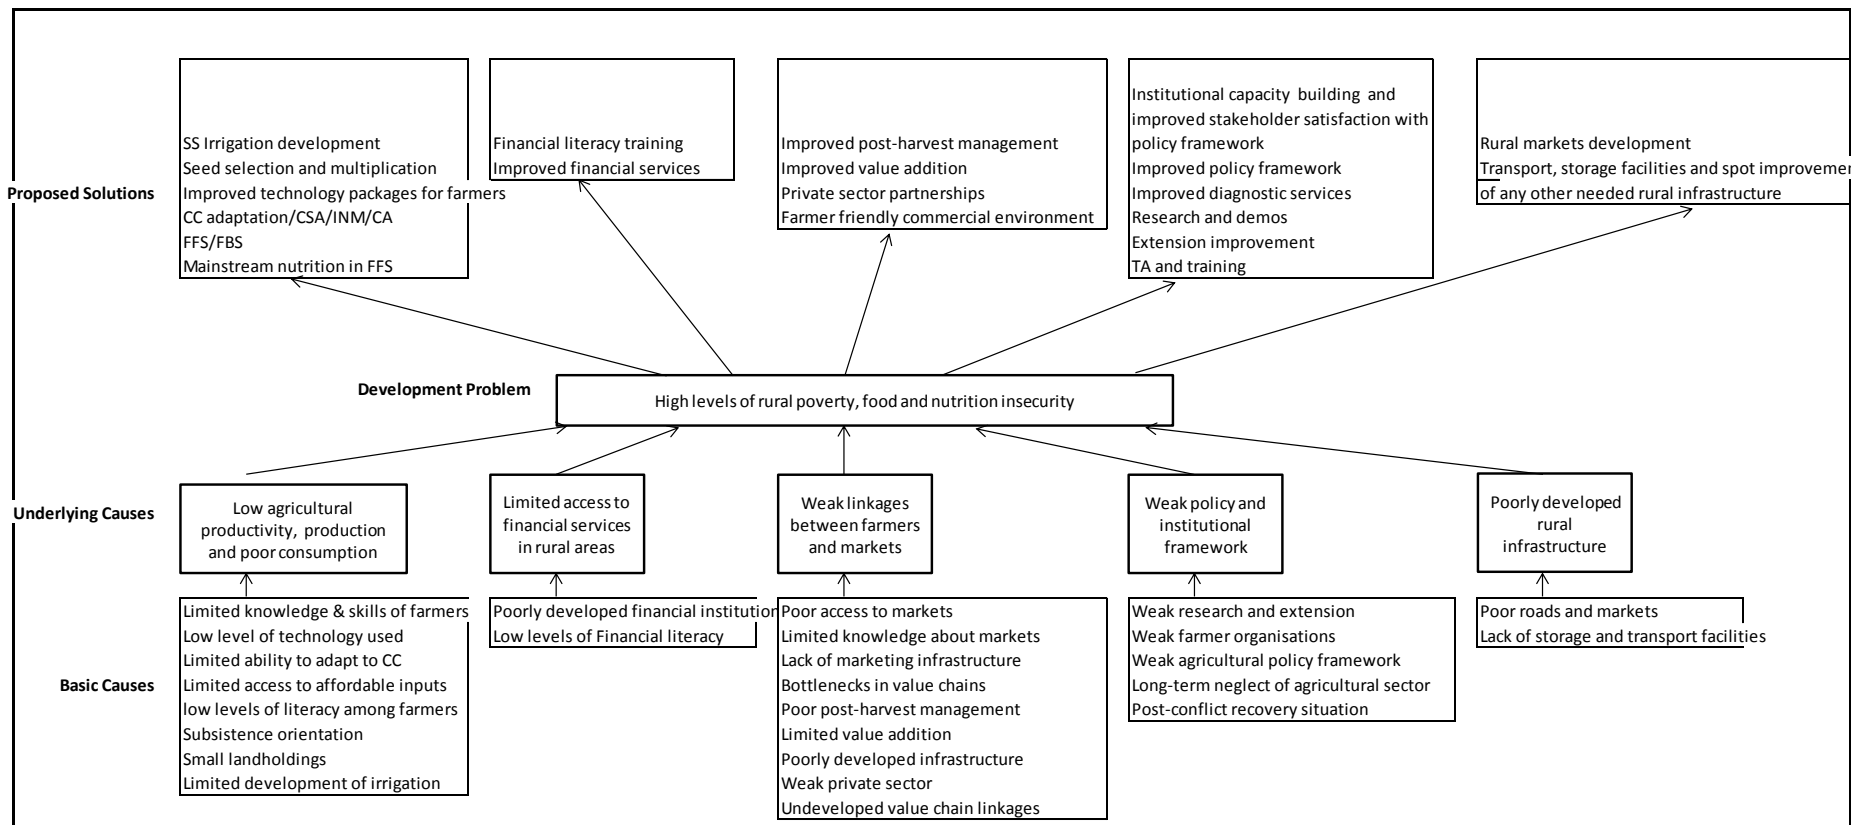 Proposed Solutions
SS Irrigation development
Seed selection and multiplication
Improved technology packages for farmers
CC adaptation/CSA/INM/CA
FFS/FBS
Mainstream nutrition in FFS
Financial literacy training
Improved financial services
Improved post-harvest management
Improved value addition
Private sector partnerships
Farmer friendly commercial environment
Institutional capacity building and
improved stakeholder satisfaction with
policy framework
Improved policy framework
Improved diagnostic services
Research and demos
Extension improvement
TA and training
Rural markets development
Transport, storage facilities and spot improvemen
of any other needed rural infrastructure
Development Problem
High levels of rural poverty, food and nutrition insecurity
Underlying Causes
Low agricultural
productivity, production
and poor consumption
Limited access to
financial services
in rural areas
Weak linkages
between farmers
and markets
Weak policy and
institutional
framework
Poorly developed
rural
infrastructure
Basic Causes
Limited knowledge & skills of farmers
Low level of technology used
Limited ability to adapt to CC
Limited access to affordable inputs
low levels of literacy among farmers
Subsistence orientation
Small landholdings
Limited development of irrigation
Poorly developed financial institution
Low levels of Financial literacy
Poor access to markets
Limited knowledge about markets
Lack of marketing infrastructure
Bottlenecks in value chains
Poor post-harvest management
Limited value addition
Poorly developed infrastructure
Weak private sector
Undeveloped value chain linkages
Weak research and extension
Weak farmer organisations
Weak agricultural policy framework
Long-term neglect of agricultural sector
Post-conflict recovery situation
Poor roads and markets
Lack of storage and transport facilities